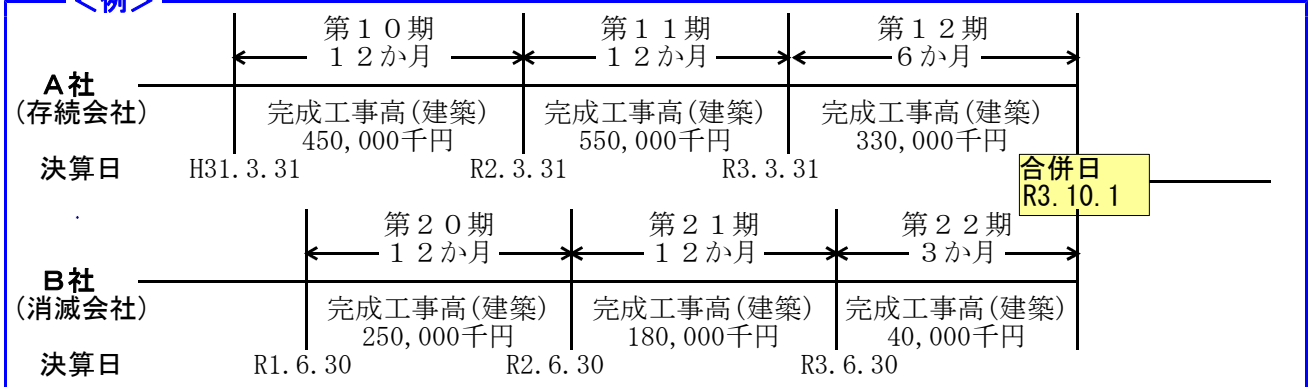 <例>
第10期 第11期 第12期
12か月 12か月 6か月
A社
(存続会社) 完成工事高(建築) 完成工事高(建築) 完成工事高(建築)
450,000千円 550,000千円 330,000千円
決算日 H31.3.31 R2.3.31 R3.3.31
合併日
R3.10.1
第20期 第21期 第22期
12か月 12か月 3か月
B社
(消滅会社) 完成工事高(建築) 完成工事高(建築) 完成工事高(建築)
250,000千円 180,000千円 40,000千円
決算日 R1.6.30 R2.6.30 R3.6.30